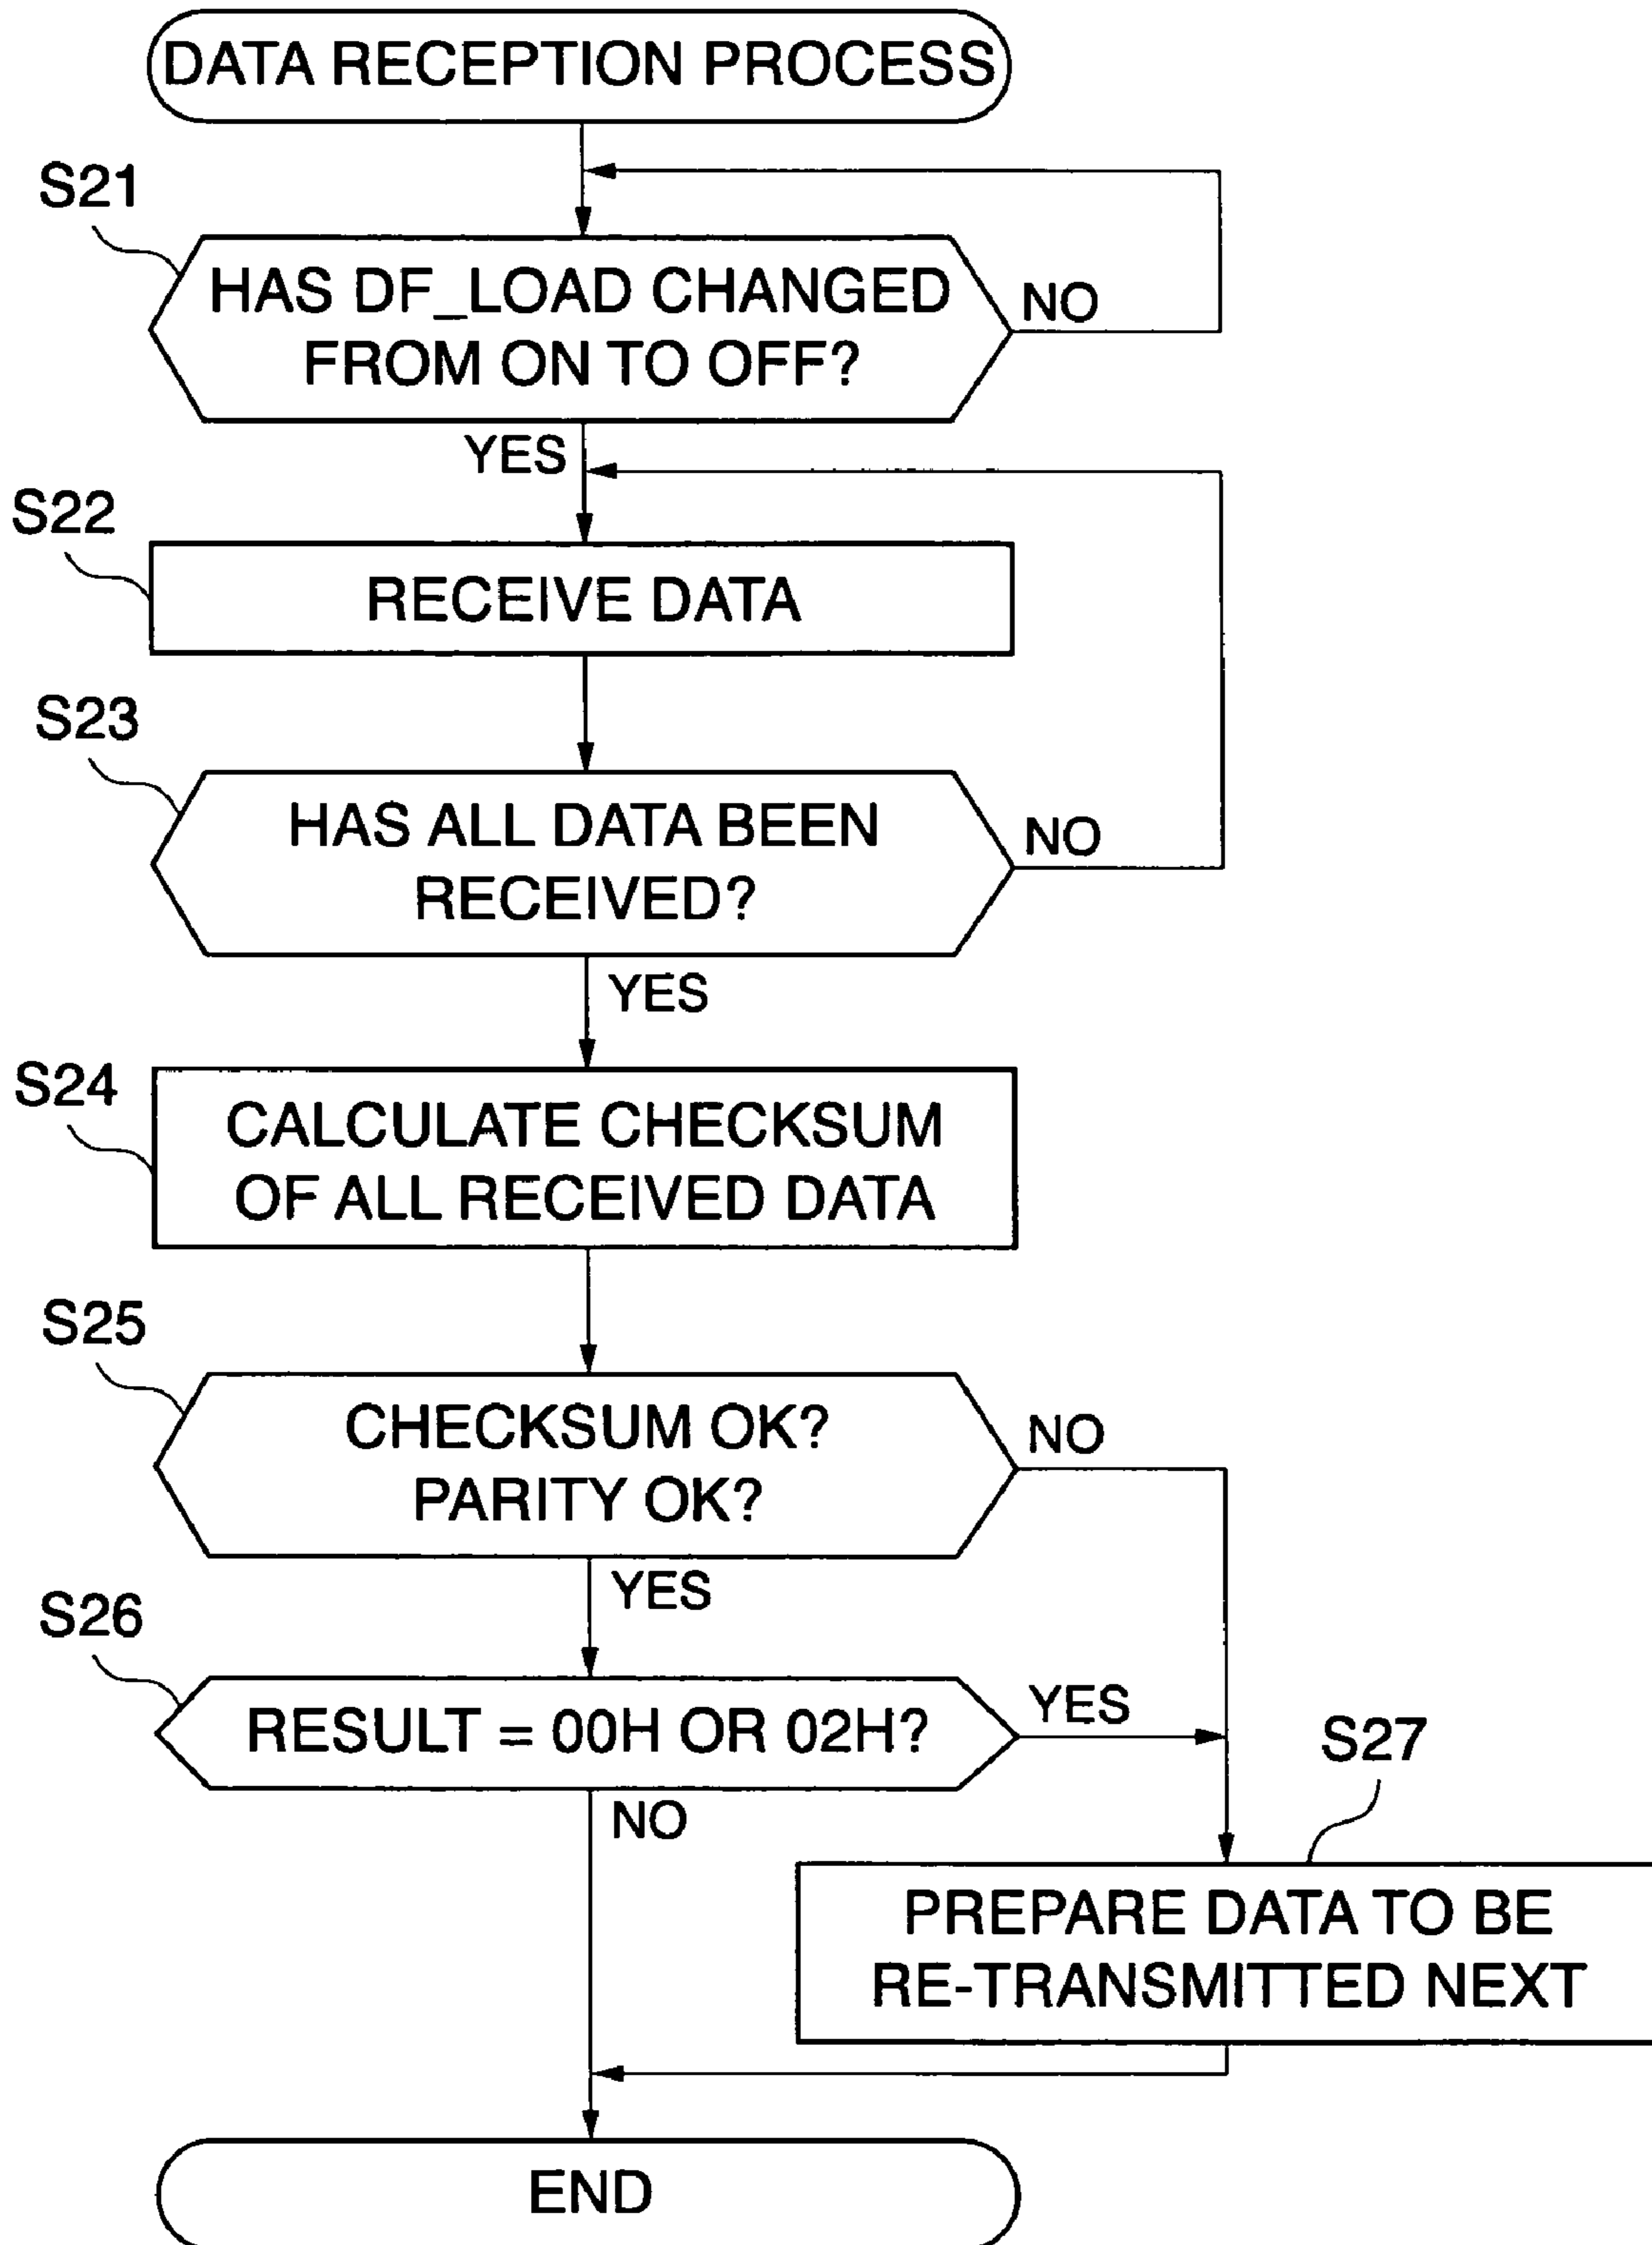 DATA RECEPTION PROCESS
S21
HAS DF_LOAD CHANGED
FROM ON TO OFF?
NO
YES
S22
RECEIVE DATA
S23
HAS ALL DATA BEEN
RECEIVED?
NO
YES
S24
CALCULATE CHECKSUM
OF ALL RECEIVED DATA
S25
CHECKSUM OK?
PARITY OK?
NO
YES
S26
RESULT = 00H OR 02H?
YES
NO
S27
PREPARE DATA TO BE
RE-TRANSMITTED NEXT
END